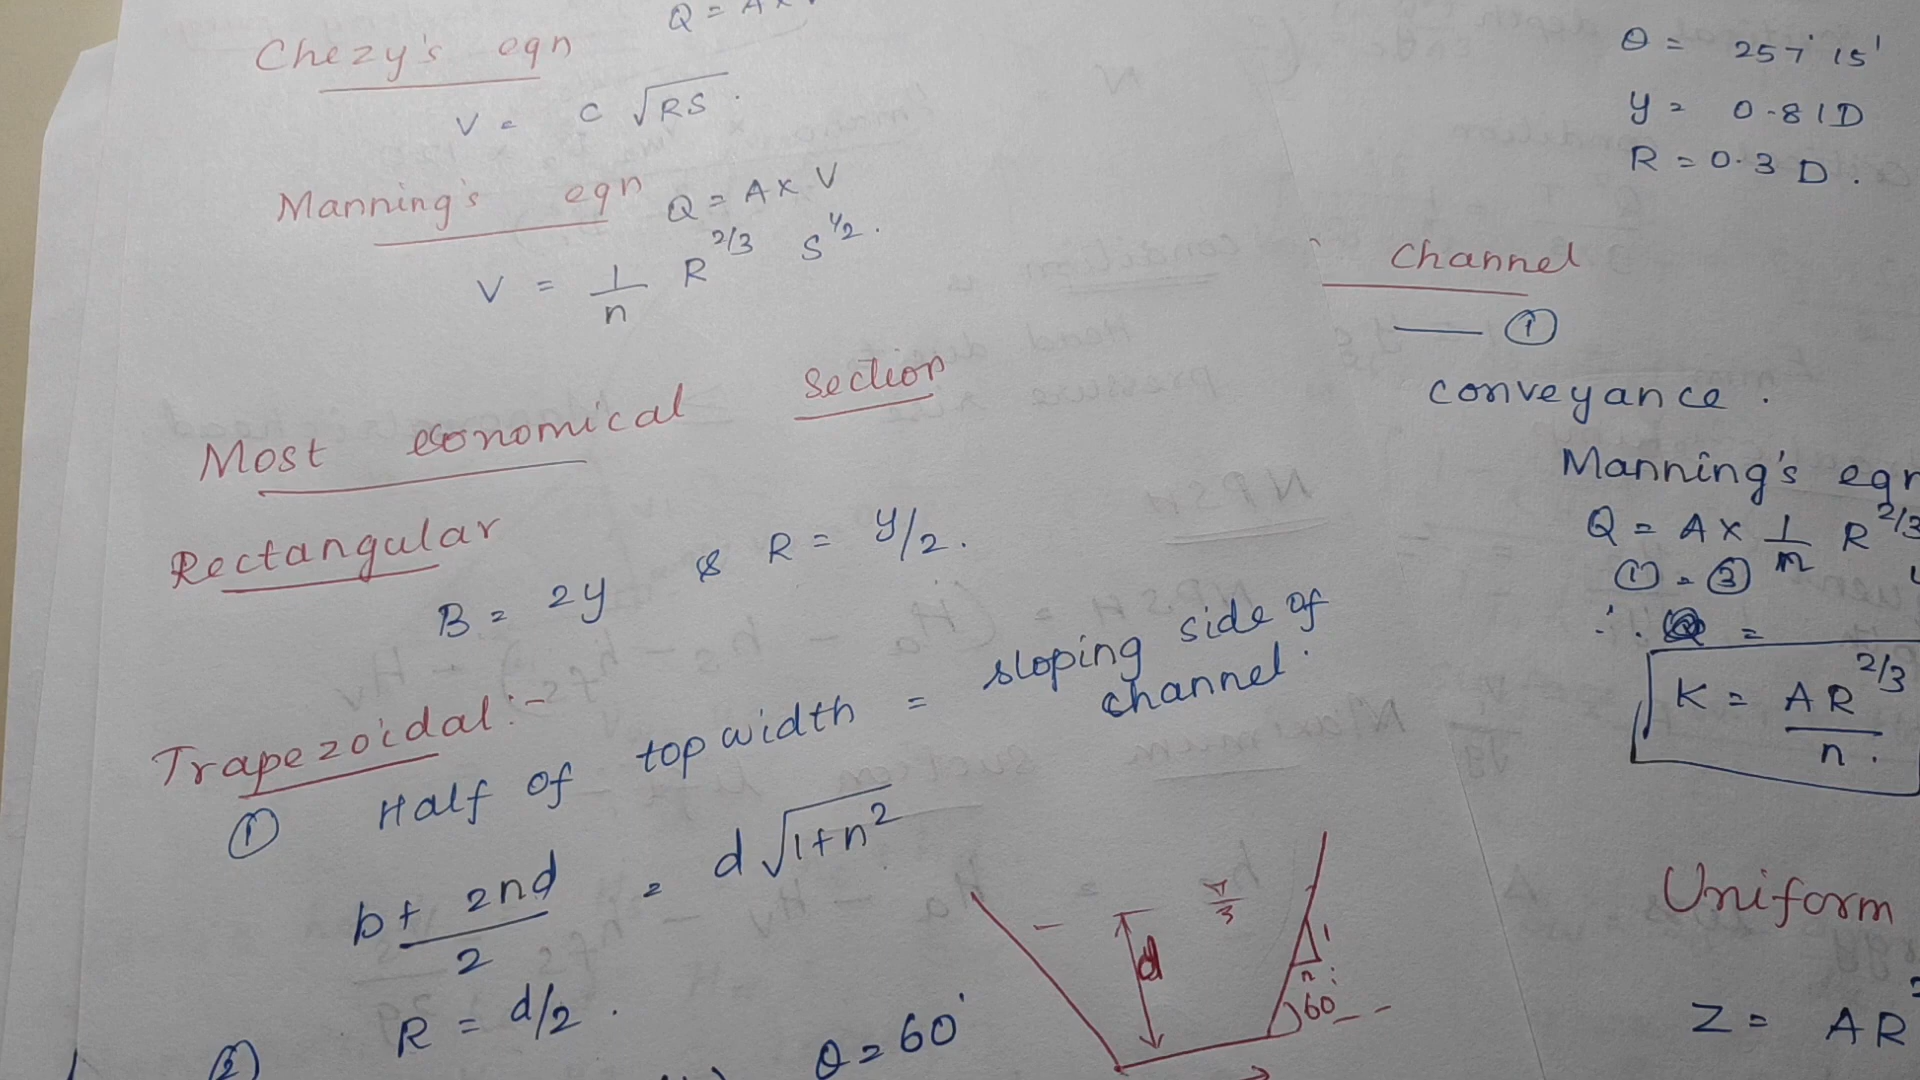 Q = A x V
Chezy's eqn
V = C √RS.
Manning's eqn
Q = A x V
V = 1/n R^2/3 S^1/2.
Most economical section
Rectangular
B = 2y & R = y/2.
Trapezoidal :-
① Half of top width = sloping side of
channel.
b + 2nd/2 = d √1+n²
② R = d/2.
θ = 60°
d
1
n
60
θ = 257° 15'
y = 0.81D
R = 0.3 D.
Channel
— ①
conveyance.
Manning's eqn
Q = A x 1/n R^2/3
① = ③
∴ Q =
K = AR^2/3 / n.
Uniform
Z = AR